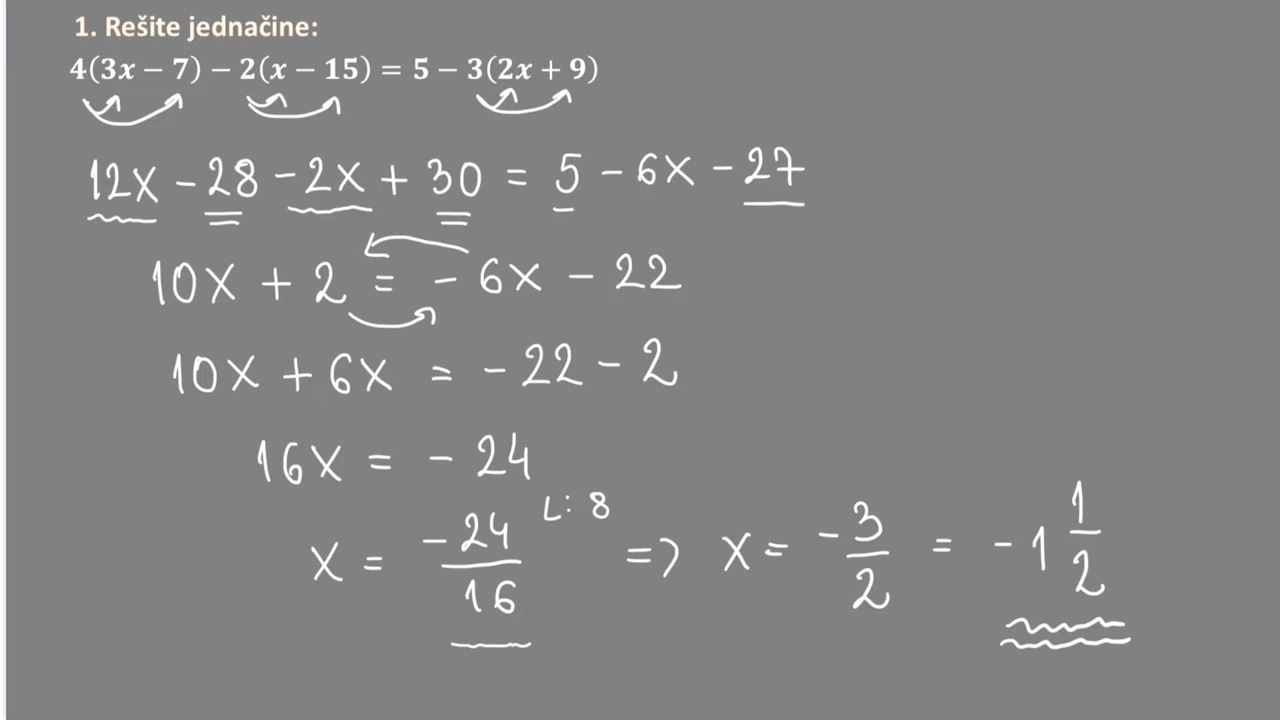 1. Rešite jednačine:
4(3x − 7) − 2(x − 15) = 5 − 3(2x + 9)
12x - 28 - 2x + 30 = 5 - 6x - 27
10x + 2 = - 6x - 22
10x + 6x = - 22 - 2
16x = - 24
x = -24/16 L: 8 => x = -3/2 = -1 1/2